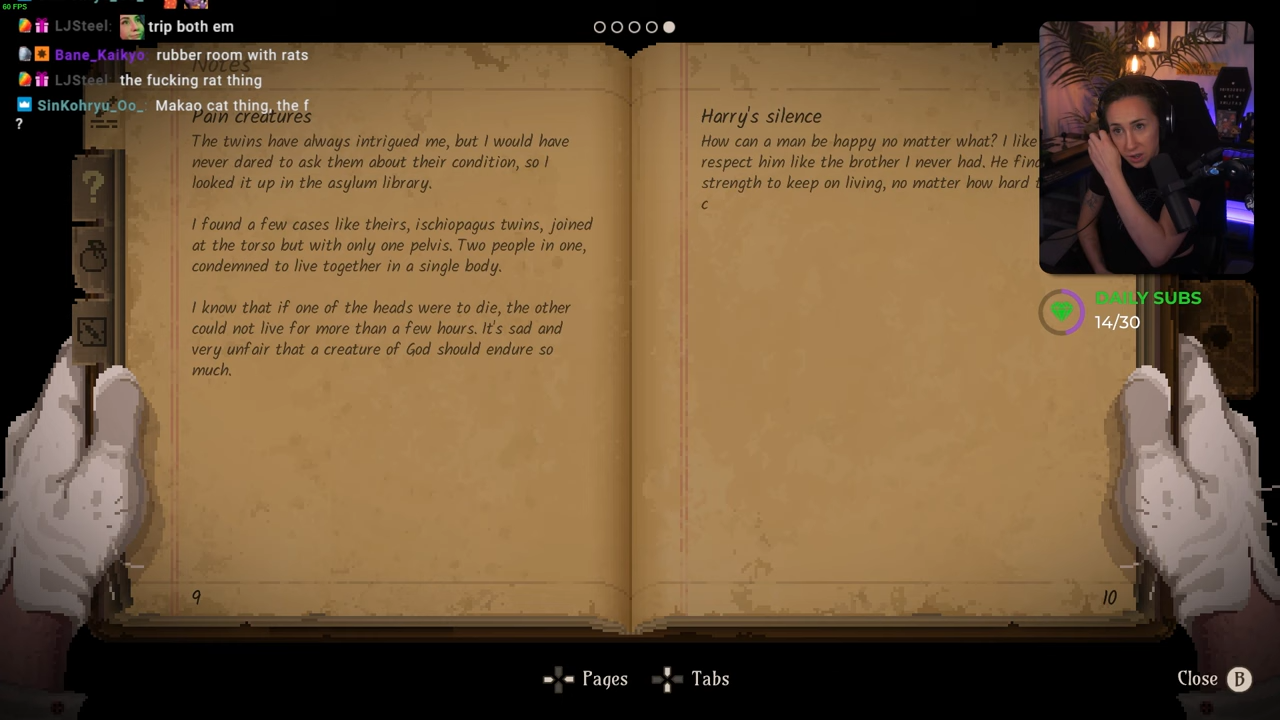 60 FPS
LJSteel: trip both em
Bane_Kaikyo rubber room with rats
LJSteel: the fucking rat thing
SinKohryu_Oo_: Makao cat thing, the f
?
Notes
Pain creatures
The twins have always intrigued me, but I would have
never dared to ask them about their condition, so I
looked it up in the asylum library.
I found a few cases like theirs, ischiopagus twins, joined
at the torso but with only one pelvis. Two people in one,
condemned to live together in a single body.
I know that if one of the heads were to die, the other
could not live for more than a few hours. It's sad and
very unfair that a creature of God should endure so
much.
9
Harry's silence
How can a man be happy no matter what? I like
respect him like the brother I never had. He
strength to keep on living, no matter how hard
c
10
DAILY SUBS
14/30
Pages
Tabs
Close B